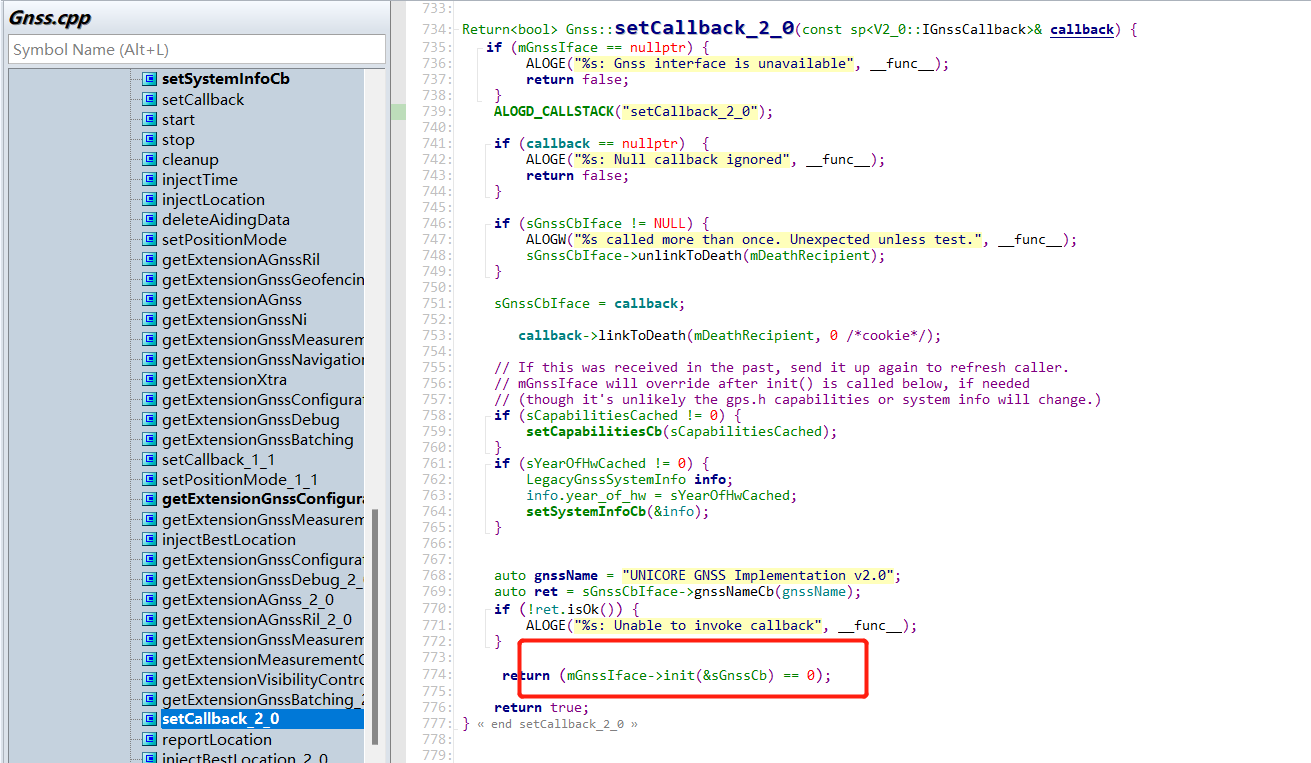 Gnss.cpp
Symbol Name (Alt+L)
setSystemInfoCb
setCallback
start
stop
cleanup
injectTime
injectLocation
deleteAidingData
setPositionMode
getExtensionAGnssRil
getExtensionGnssGeofencin
getExtensionAGnss
getExtensionGnssNi
getExtensionGnssMeasurem
getExtensionGnssNavigation
getExtensionXtra
getExtensionGnssConfigurat
getExtensionGnssDebug
getExtensionGnssBatching
setCallback_1_1
setPositionMode_1_1
getExtensionGnssConfigura
getExtensionGnssMeasurem
injectBestLocation
getExtensionGnssConfigurat
getExtensionGnssDebug_2_
getExtensionAGnss_2_0
getExtensionAGnssRil_2_0
getExtensionGnssMeasurem
getExtensionMeasurementC
getExtensionVisibilityContro
getExtensionGnssBatching_2
setCallback_2_0
reportLocation
injectBestLocation_2_0
733:
734: Return<bool> Gnss::setCallback_2_0(const sp<V2_0::IGnssCallback>& callback) {
735: if (mGnssIface == nullptr) {
736: ALOGE("%s: Gnss interface is unavailable", __func__);
737: return false;
738: }
739: ALOGD_CALLSTACK("setCallback_2_0");
740:
741: if (callback == nullptr) {
742: ALOGE("%s: Null callback ignored", __func__);
743: return false;
744: }
745:
746: if (sGnssCbIface != NULL) {
747: ALOGW("%s called more than once. Unexpected unless test.", __func__);
748: sGnssCbIface->unlinkToDeath(mDeathRecipient);
749: }
750:
751: sGnssCbIface = callback;
752:
753: callback->linkToDeath(mDeathRecipient, 0 /*cookie*/);
754:
755: // If this was received in the past, send it up again to refresh caller.
756: // mGnssIface will override after init() is called below, if needed
757: // (though it's unlikely the gps.h capabilities or system info will change.)
758: if (sCapabilitiesCached != 0) {
759: setCapabilitiesCb(sCapabilitiesCached);
760: }
761: if (sYearOfHwCached != 0) {
762: LegacyGnssSystemInfo info;
763: info.year_of_hw = sYearOfHwCached;
764: setSystemInfoCb(&info);
765: }
766:
767:
768: auto gnssName = "UNICORE GNSS Implementation v2.0";
769: auto ret = sGnssCbIface->gnssNameCb(gnssName);
770: if (!ret.isOk()) {
771: ALOGE("%s: Unable to invoke callback", __func__);
772: }
773:
774: return (mGnssIface->init(&sGnssCb) == 0);
775:
776: return true;
777: } « end setCallback_2_0 »
778:
779: